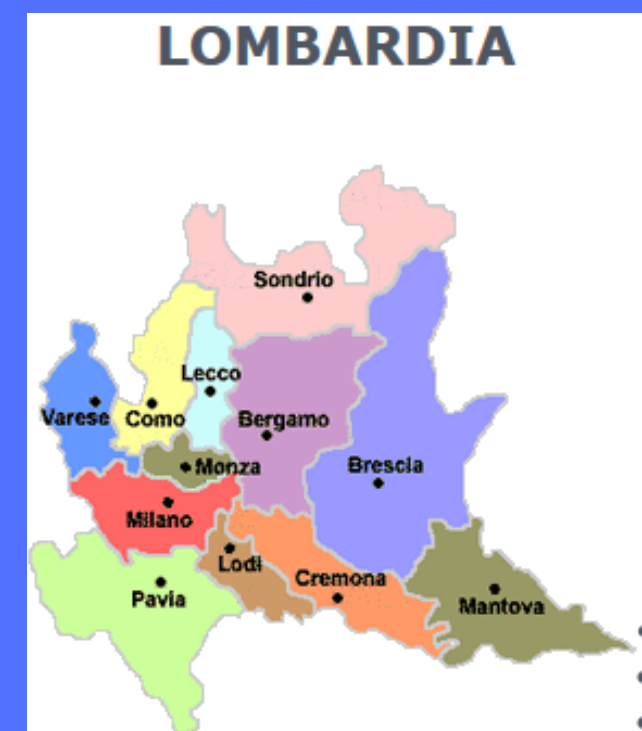 LOMBARDIA
Sondrio
Lecco
Varese
Como
Bergamo
Monza
Brescia
Milano
Lodi
Cremona
Pavia
Mantova